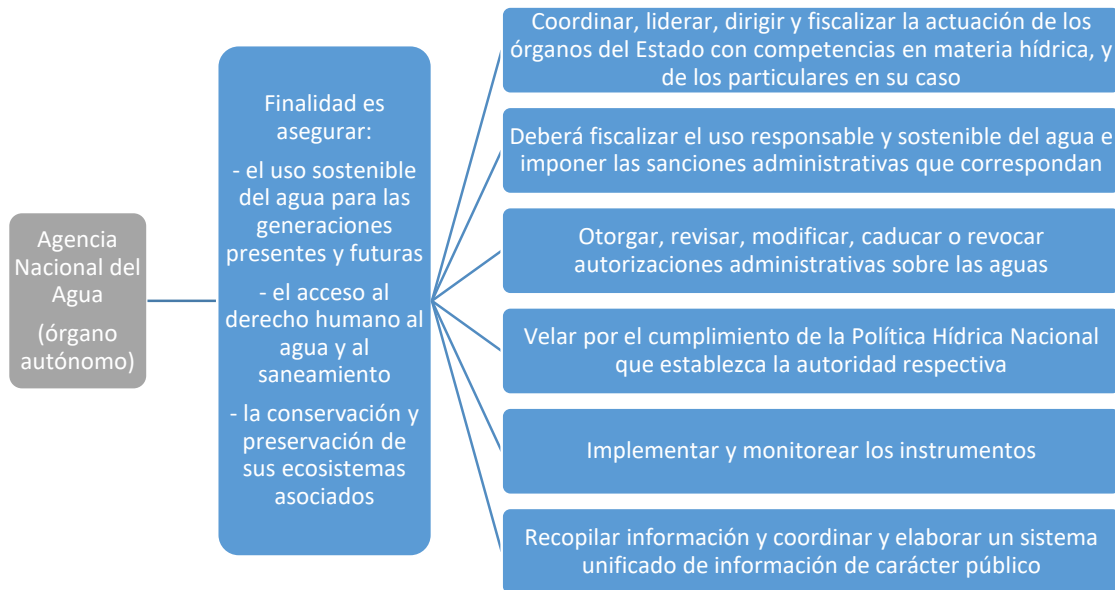 Agencia
Nacional del
Agua
(órgano
autónomo)
Finalidad es
asegurar:
- el uso sostenible
del agua para las
generaciones
presentes y futuras
- el acceso al
derecho humano al
agua y al
saneamiento
- la conservación y
preservación de
sus ecosistemas
asociados
Coordinar, liderar, dirigir y fiscalizar la actuación de los
órganos del Estado con competencias en materia hídrica, y
de los particulares en su caso
Deberá fiscalizar el uso responsable y sostenible del agua e
imponer las sanciones administrativas que correspondan
Otorgar, revisar, modificar, caducar o revocar
autorizaciones administrativas sobre las aguas
Velar por el cumplimiento de la Política Hídrica Nacional
que establezca la autoridad respectiva
Implementar y monitorear los instrumentos
Recopilar información y coordinar y elaborar un sistema
unificado de información de carácter público